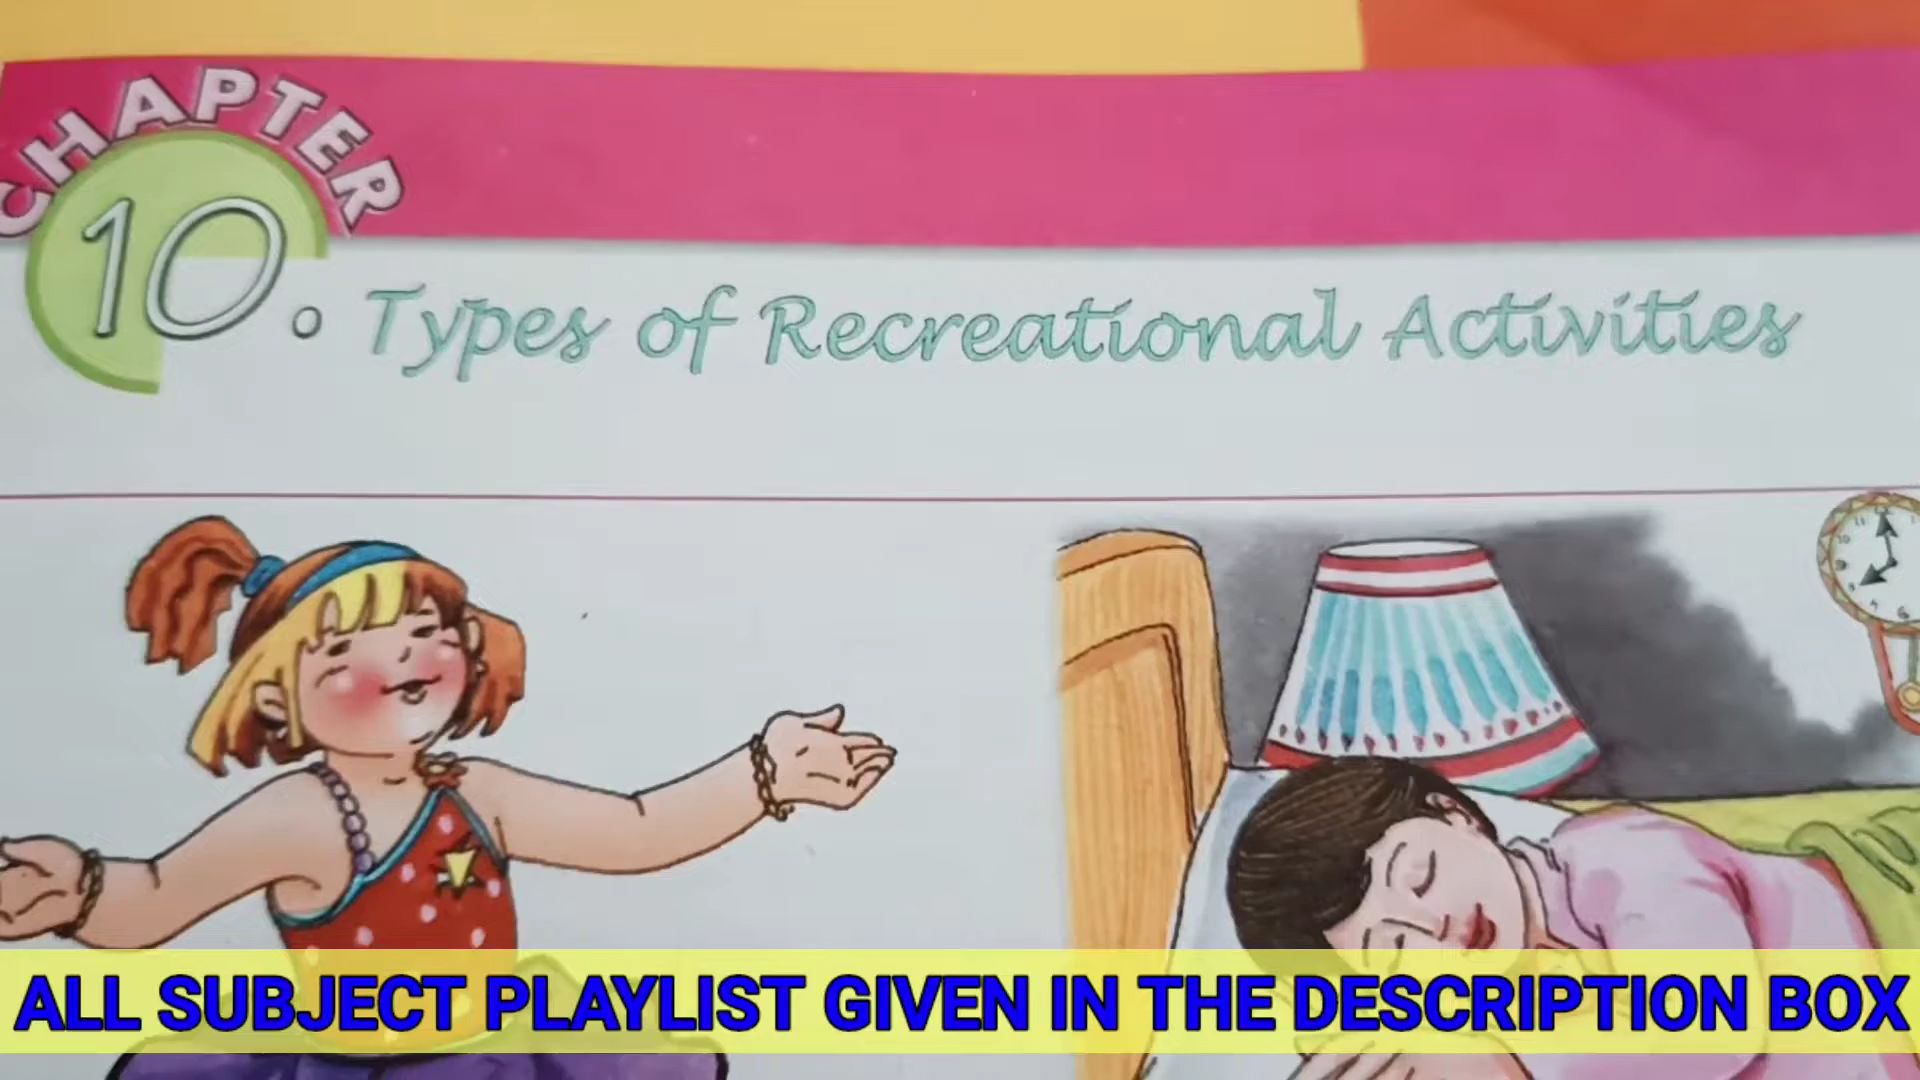 CHAPTER
10. Types of Recreational Activities
ALL SUBJECT PLAYLIST GIVEN IN THE DESCRIPTION BOX